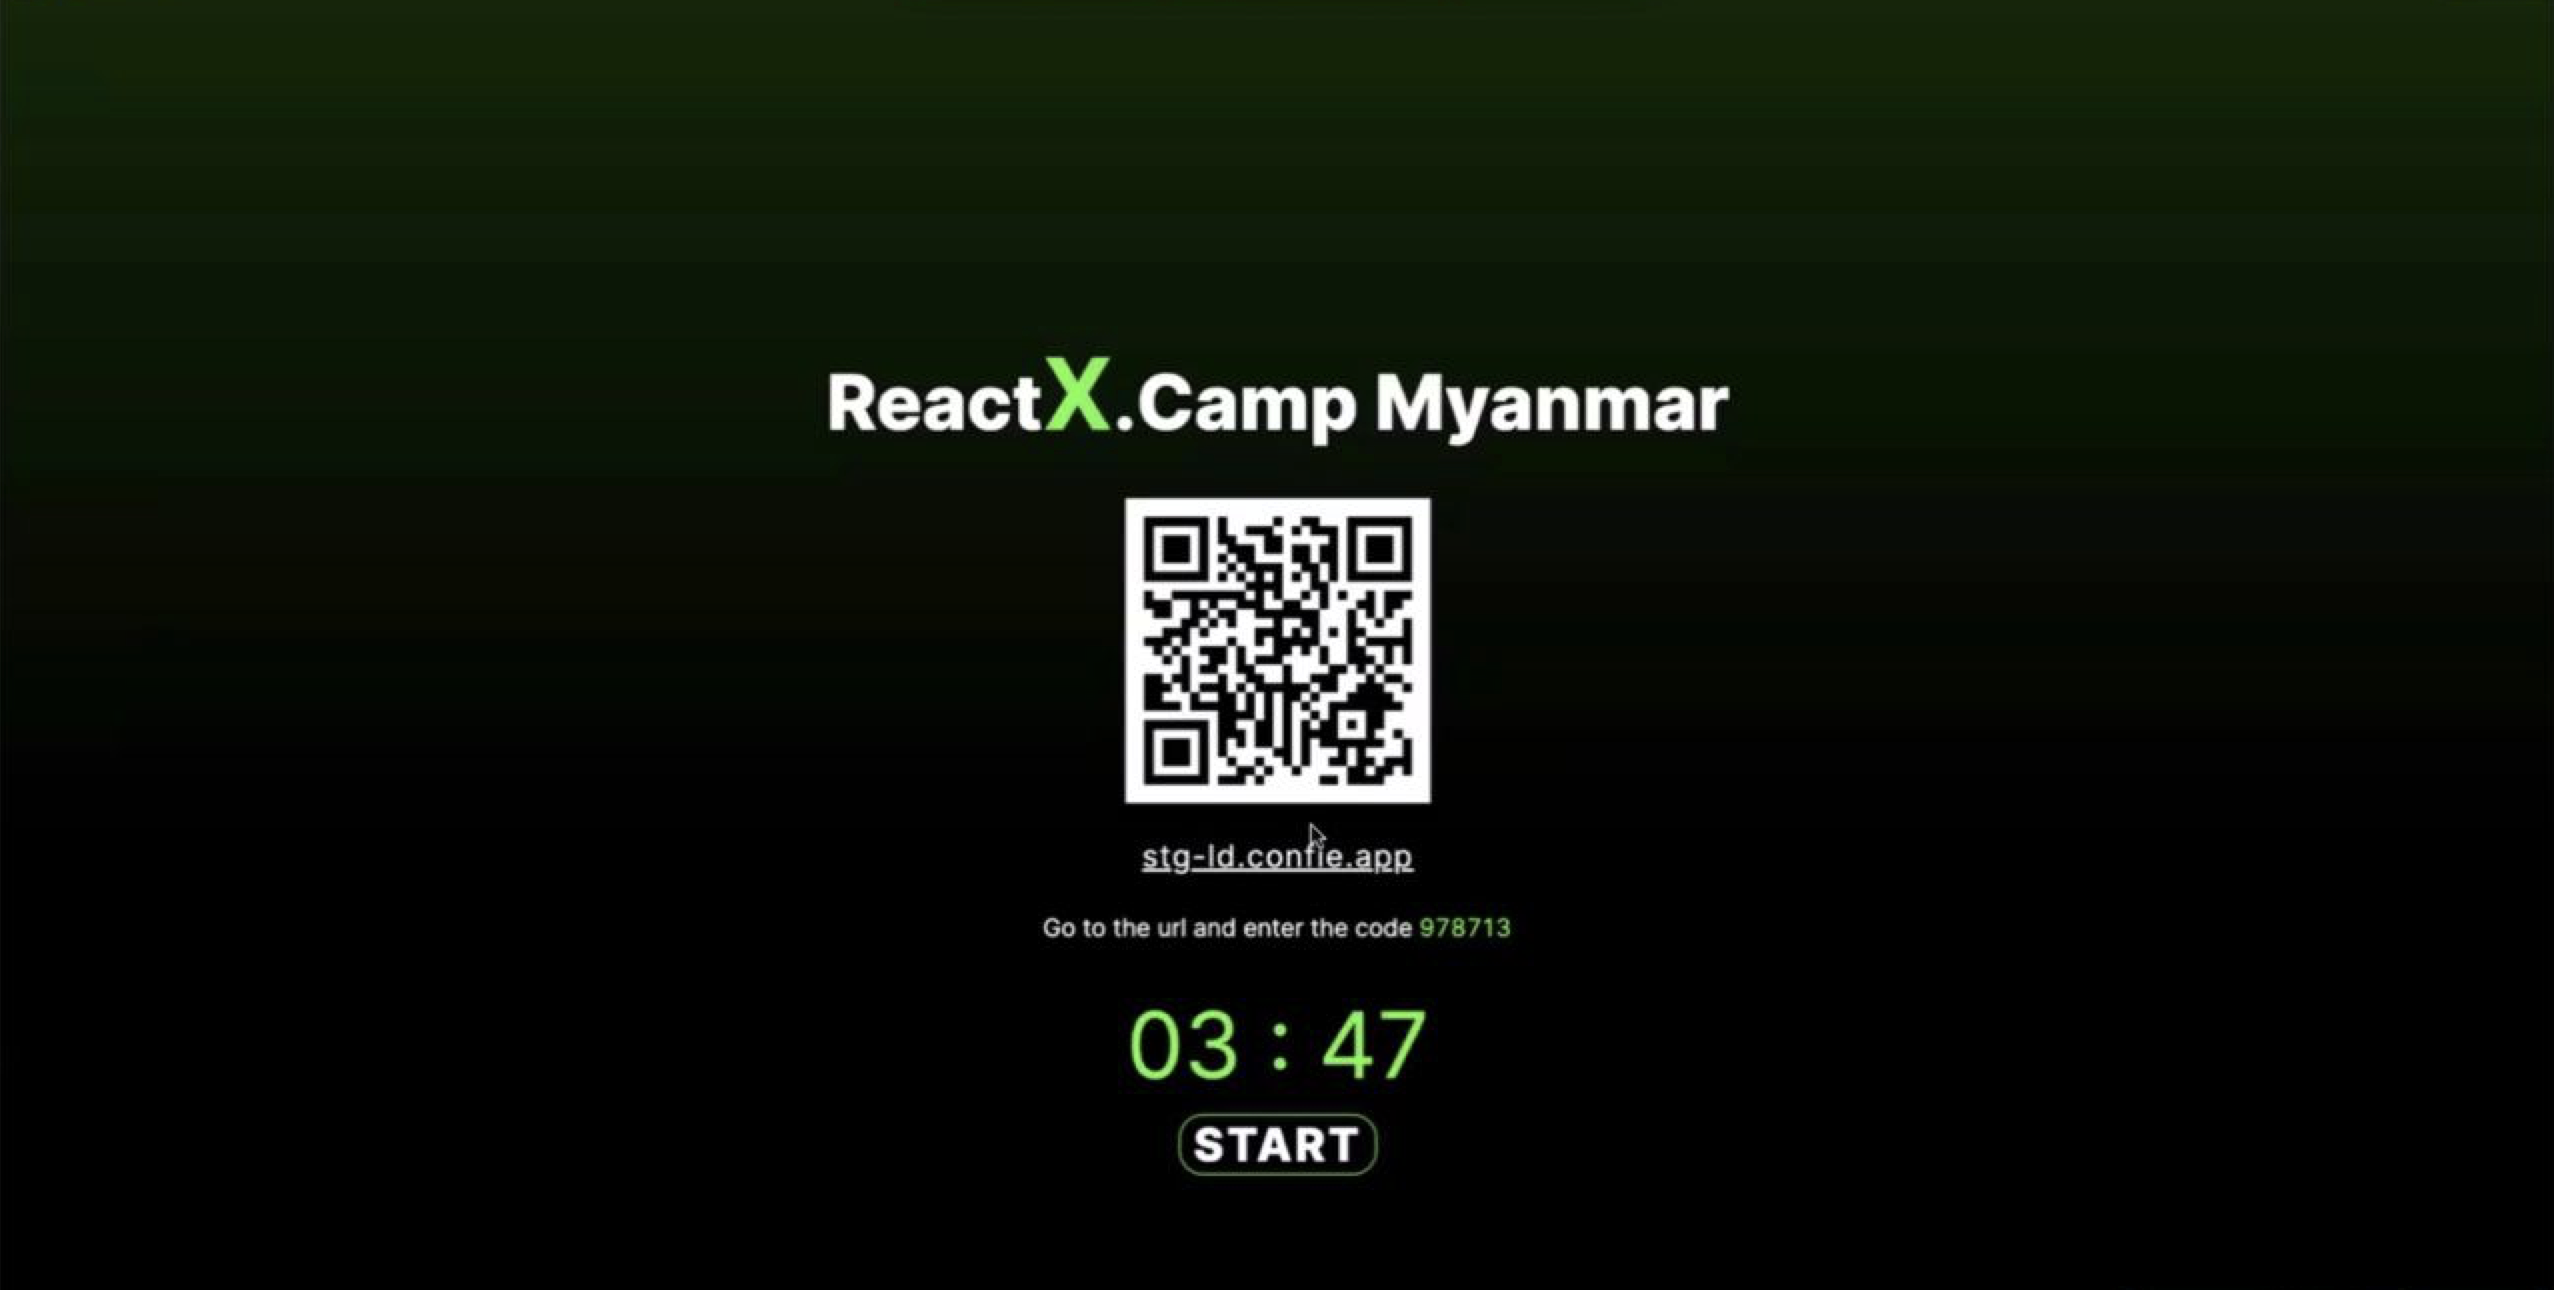 ReactX.Camp Myanmar
stg-ld.confie.app
Go to the url and enter the code 978713
03 : 47
START